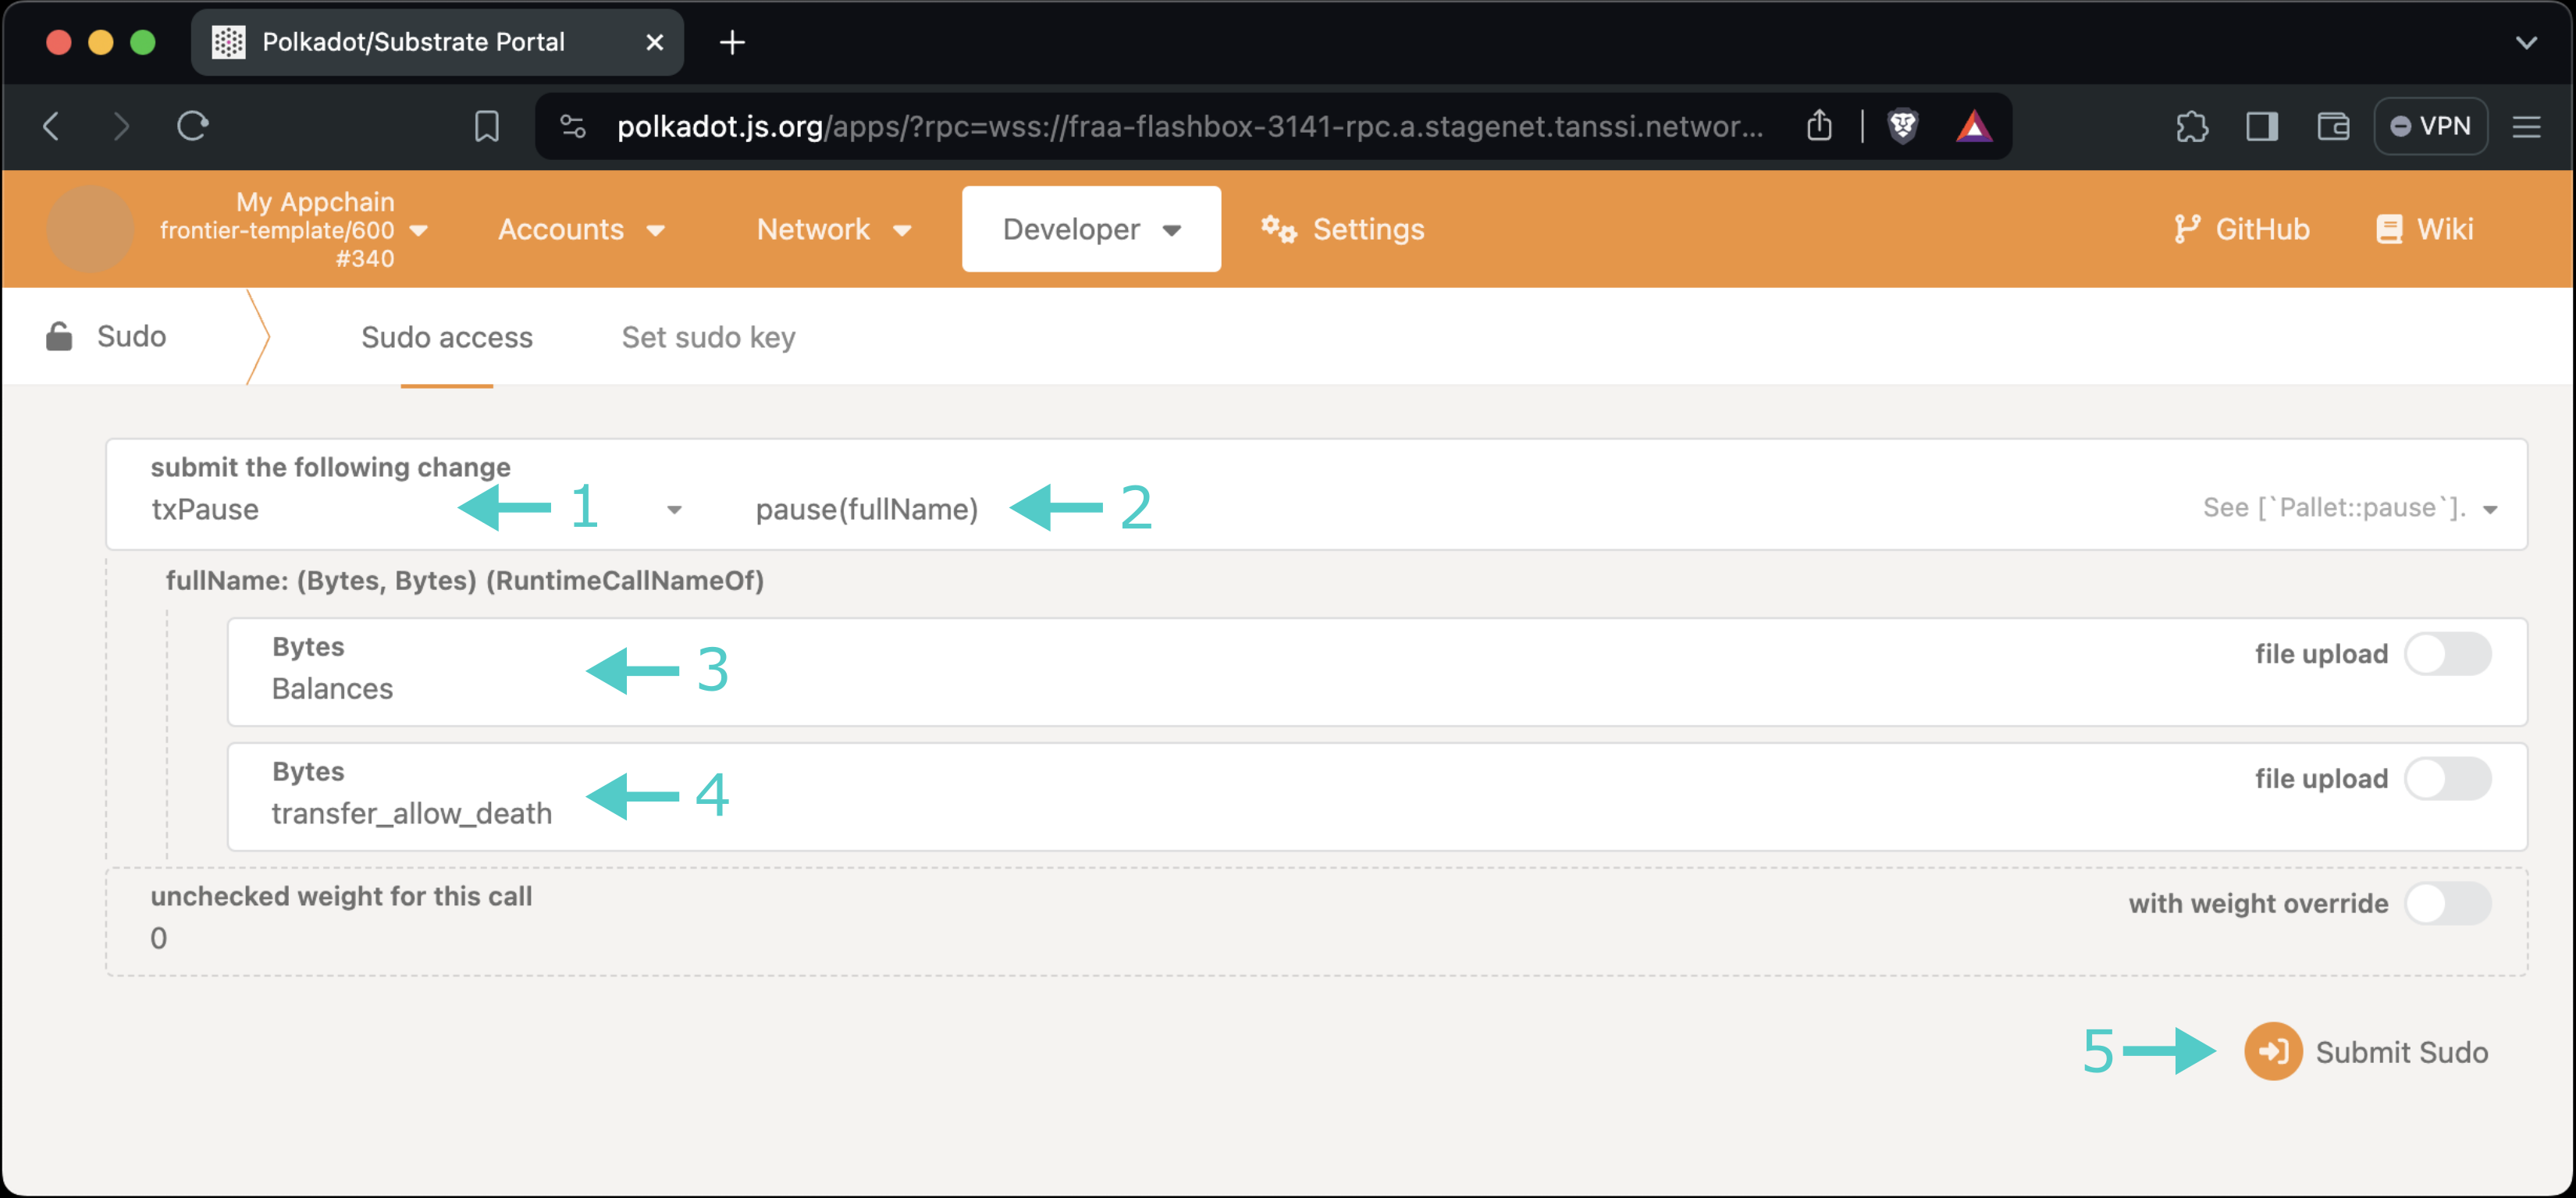 Polkadot/Substrate Portal
polkadot.js.org/apps/?rpc=wss://fraa-flashbox-3141-rpc.a.stagenet.tanssi.networ...
VPN
My Appchain
frontier-template/600
#340
Accounts
Network
Developer
Settings
GitHub
Wiki
Sudo
Sudo access
Set sudo key
submit the following change
txPause
1
pause(fullName)
2
See [`Pallet::pause`].
fullName: (Bytes, Bytes) (RuntimeCallNameOf)
Bytes
Balances
3
file upload
Bytes
transfer_allow_death
4
file upload
unchecked weight for this call
0
with weight override
5
Submit Sudo